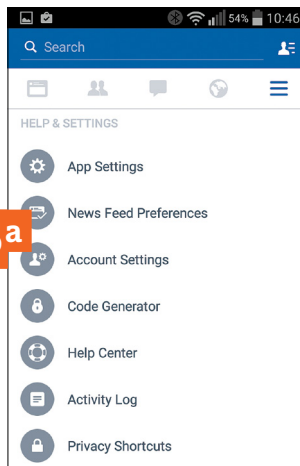 54% 10:46
Search
HELP & SETTINGS
App Settings
News Feed Preferences
a
Account Settings
Code Generator
Help Center
Activity Log
Privacy Shortcuts